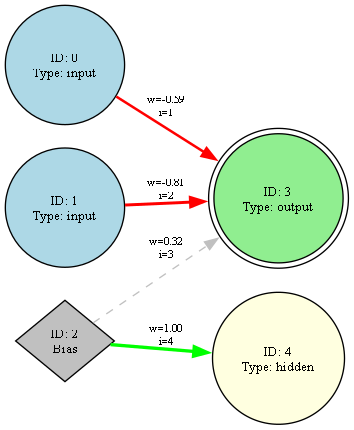 ID: 0
Type: input
w=-0.59
i=1
ID: 1
Type: input
w=-0.81
i=2
ID: 3
Type: output
w=0.32
i=3
ID: 2
Bias
w=1.00
i=4
ID: 4
Type: hidden